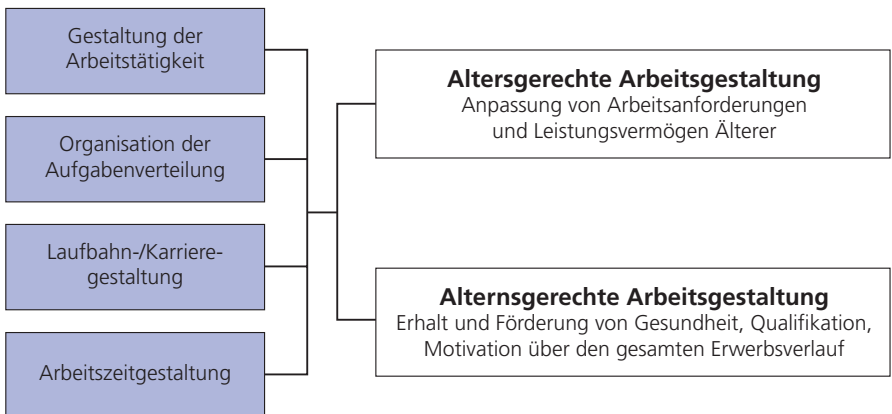 Gestaltung der
Arbeitstätigkeit
Organisation der
Aufgabenverteilung
Laufbahn-/Karriere-
gestaltung
Arbeitszeitgestaltung
Altersgerechte Arbeitsgestaltung
Anpassung von Arbeitsanforderungen
und Leistungsvermögen Älterer
Alternsgerechte Arbeitsgestaltung
Erhalt und Förderung von Gesundheit, Qualifikation,
Motivation über den gesamten Erwerbsverlauf